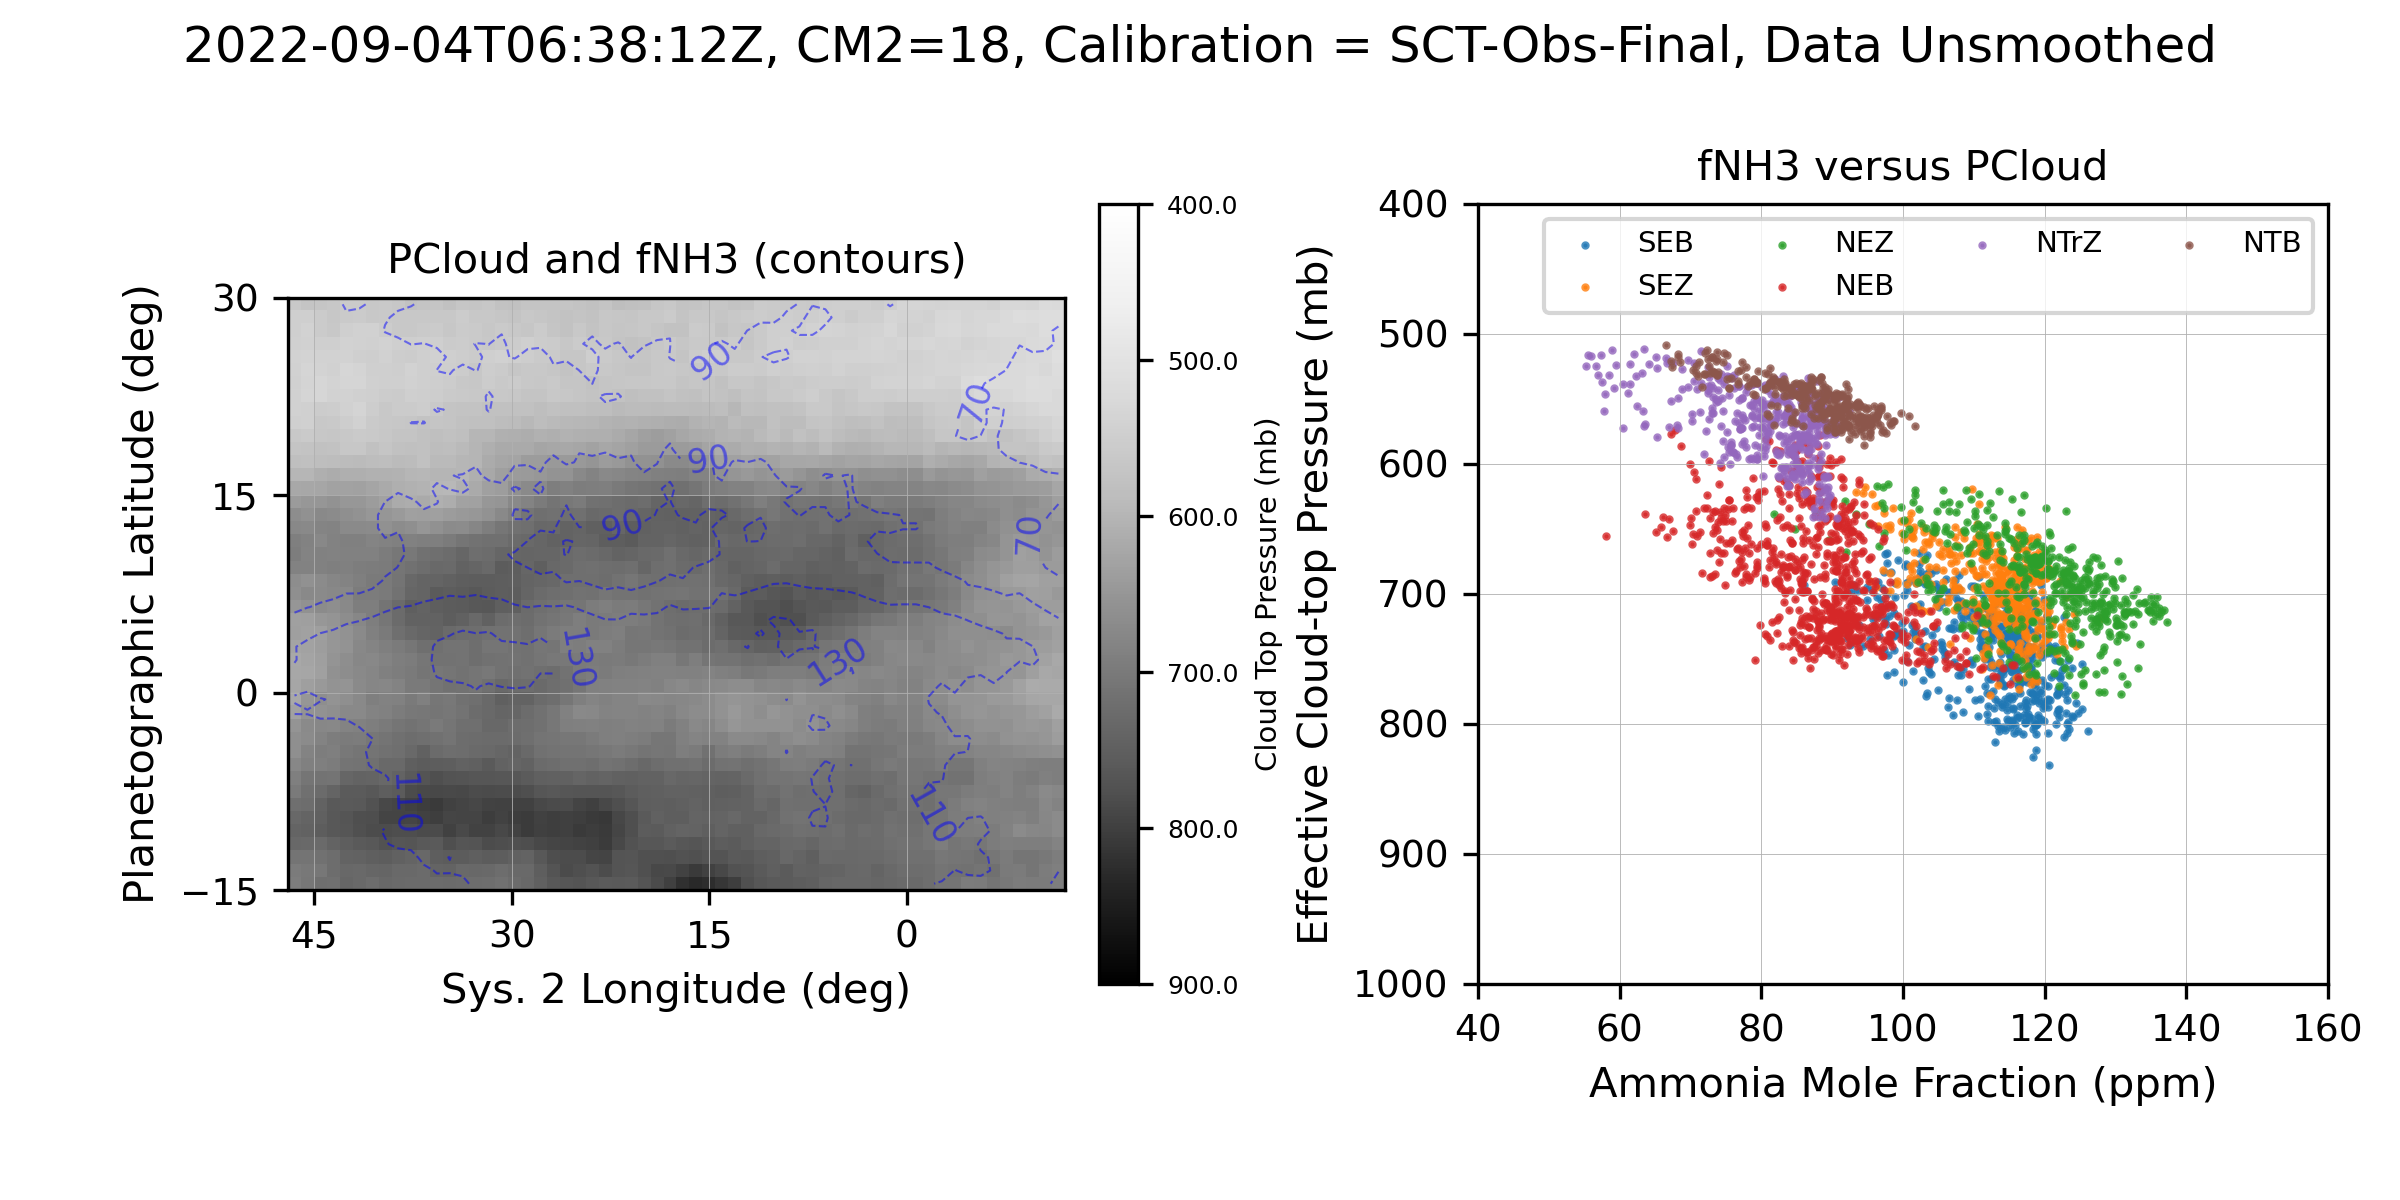 2022-09-04T06:38:12Z, CM2=18, Calibration = SCT-Obs-Final, Data Unsmoothed
PCloud and fNH3 (contours)
Planetographic Latitude (deg)
30
15
0
−15
45
30
15
0
Sys. 2 Longitude (deg)
90
70
90
90
70
130
130
110
110
400.0
500.0
600.0
700.0
800.0
900.0
Cloud Top Pressure (mb)
fNH3 versus PCloud
Effective Cloud-top Pressure (mb)
400
500
600
700
800
900
1000
SEB
SEZ
NEZ
NEB
NTrZ
NTB
40
60
80
100
120
140
160
Ammonia Mole Fraction (ppm)